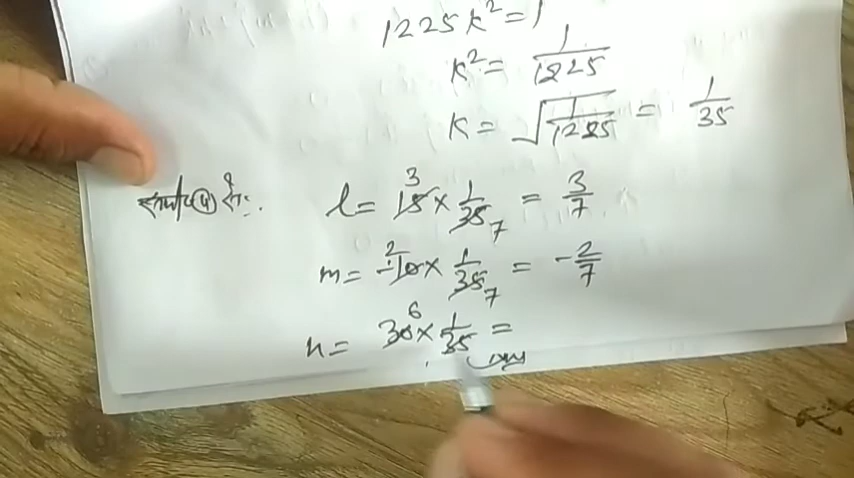 1225k² = 1
k² = 1/1225
k = √(1/1225) = 1/35
l = 15 × 1/35 = 3/7
m = -10 × 1/35 = -2/7
n = 30 × 1/35 =